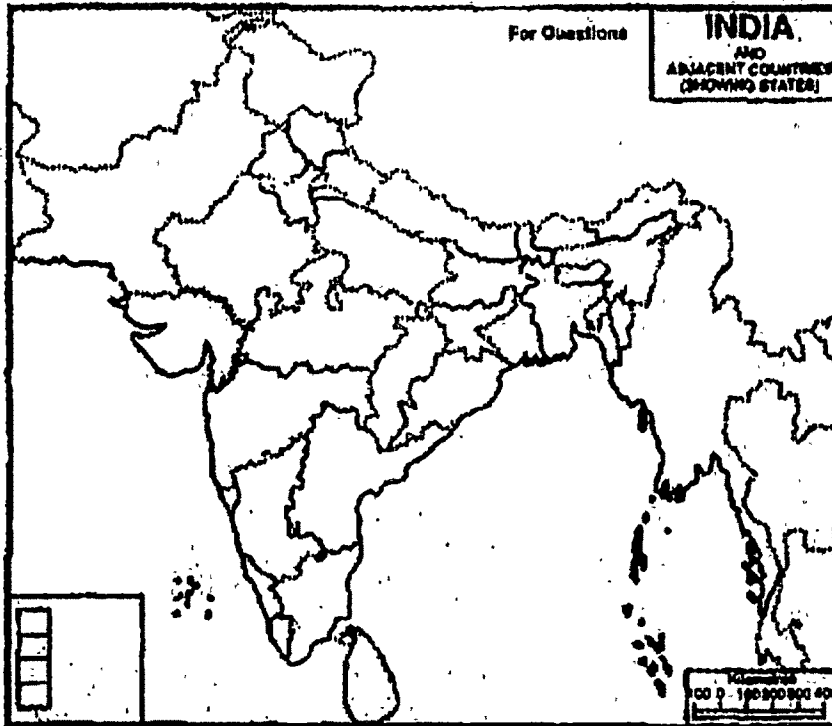 For Questions
INDIA
AND
ADJACENT COUNTRIES
(SHOWING STATES)
Kilometres